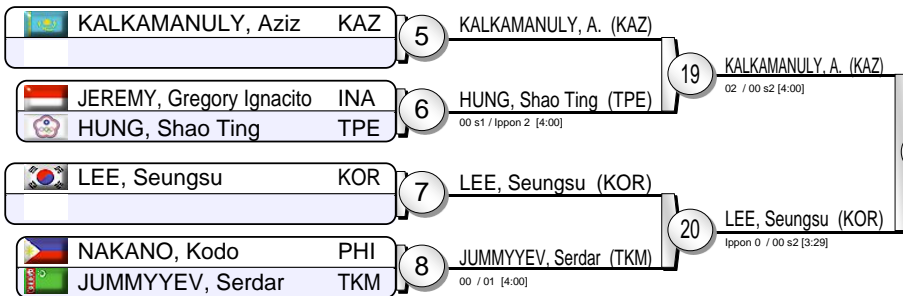 KALKAMANULY, Aziz KAZ
5
KALKAMANULY, A. (KAZ)
JEREMY, Gregory Ignacito INA
HUNG, Shao Ting TPE
6
HUNG, Shao Ting (TPE)
00 s1 / Ippon 2 [4:00]
19
KALKAMANULY, A. (KAZ)
02 / 00 s2 [4:00]
LEE, Seungsu KOR
7
LEE, Seungsu (KOR)
NAKANO, Kodo PHI
JUMMYYEV, Serdar TKM
8
JUMMYYEV, Serdar (TKM)
00 / 01 [4:00]
20
LEE, Seungsu (KOR)
Ippon 0 / 00 s2 [3:29]